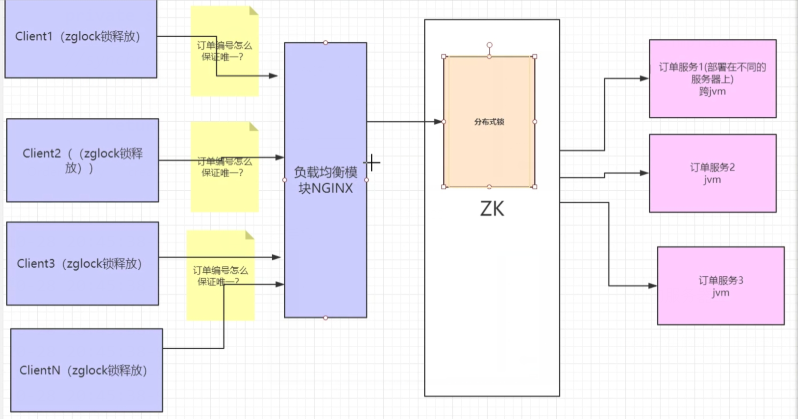 Client1（zglock锁释放）
订单编号怎么
保证唯一?
Client2（（zglock锁释
放））
订单编号怎么
保证唯一?
Client3（zglock锁释放）
订单编号怎么
保证唯一?
ClientN（zglock锁释放）
负载均衡模
块NGINX
分布式锁
ZK
订单服务1(部署在不同的
服务器上)
跨jvm
订单服务2
jvm
订单服务3
jvm